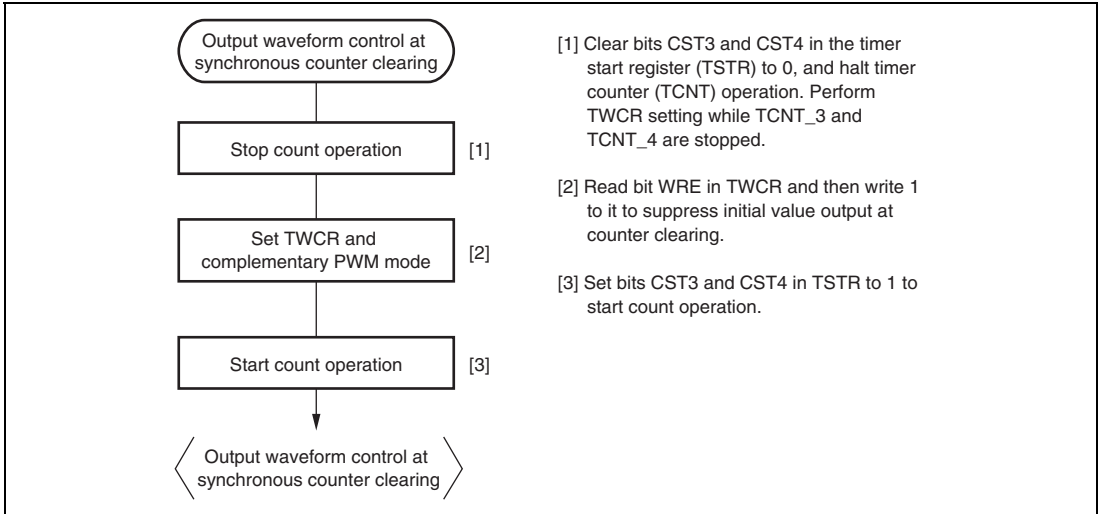 Output waveform control at
synchronous counter clearing
Stop count operation
[1]
Set TWCR and
complementary PWM mode
[2]
Start count operation
[3]
Output waveform control at
synchronous counter clearing
[1] Clear bits CST3 and CST4 in the timer
start register (TSTR) to 0, and halt timer
counter (TCNT) operation. Perform
TWCR setting while TCNT_3 and
TCNT_4 are stopped.
[2] Read bit WRE in TWCR and then write 1
to it to suppress initial value output at
counter clearing.
[3] Set bits CST3 and CST4 in TSTR to 1 to
start count operation.